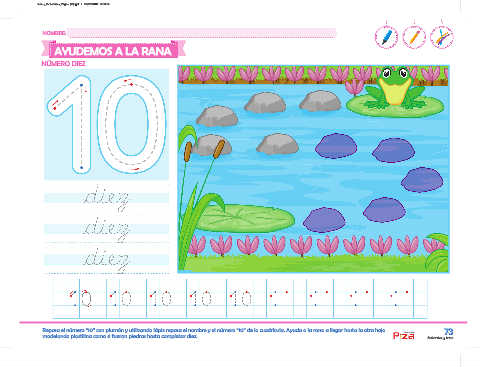 NOMBRE:
AYUDEMOS A LA RANA
NÚMERO DIEZ
10
diez
diez
diez
10 10 10 10 10
Repasa el número "10" con plumón y utilizando lápiz repasa el nombre y el número "10" de la cuadrícula. Ayuda a la rana a llegar hasta la otra hoja
modelando plastilina como si fueran piedras hasta completar diez.
73